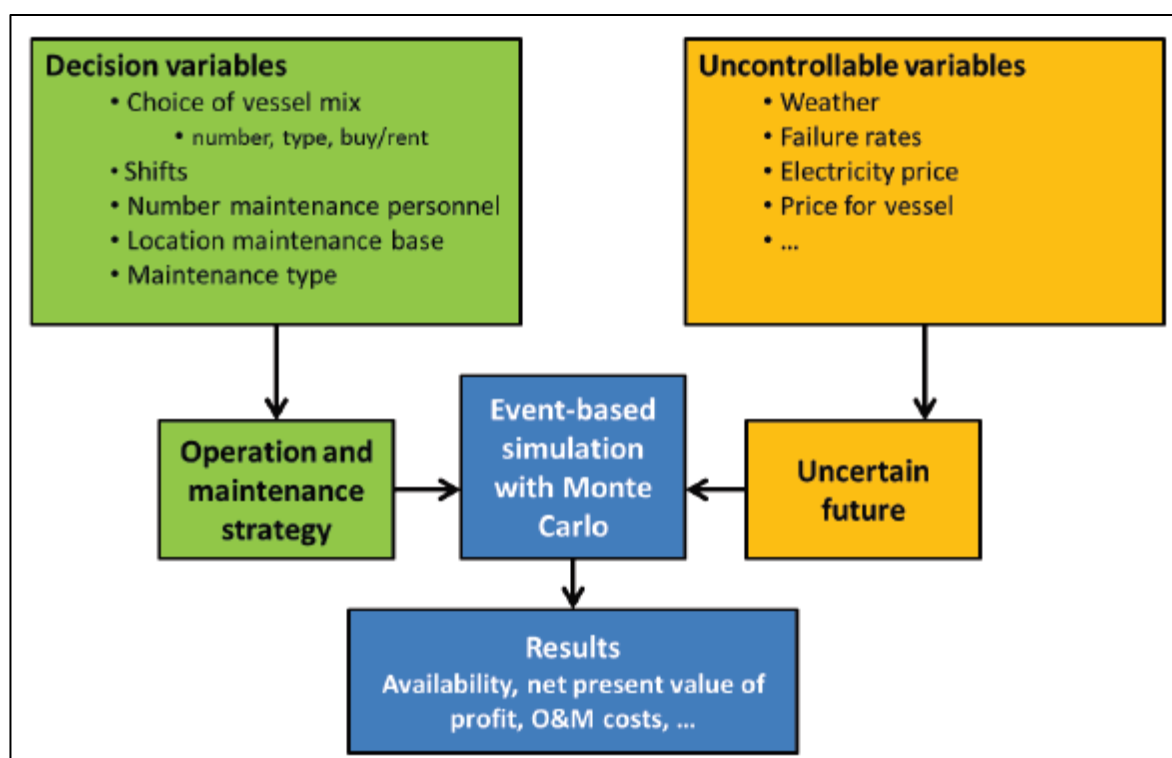 Decision variables
• Choice of vessel mix
• number, type, buy/rent
• Shifts
• Number maintenance personnel
• Location maintenance base
• Maintenance type
Uncontrollable variables
• Weather
• Failure rates
• Electricity price
• Price for vessel
• ...
Operation and
maintenance
strategy
Event-based
simulation
with Monte
Carlo
Uncertain
future
Results
Availability, net present value of
profit, O&M costs, ...